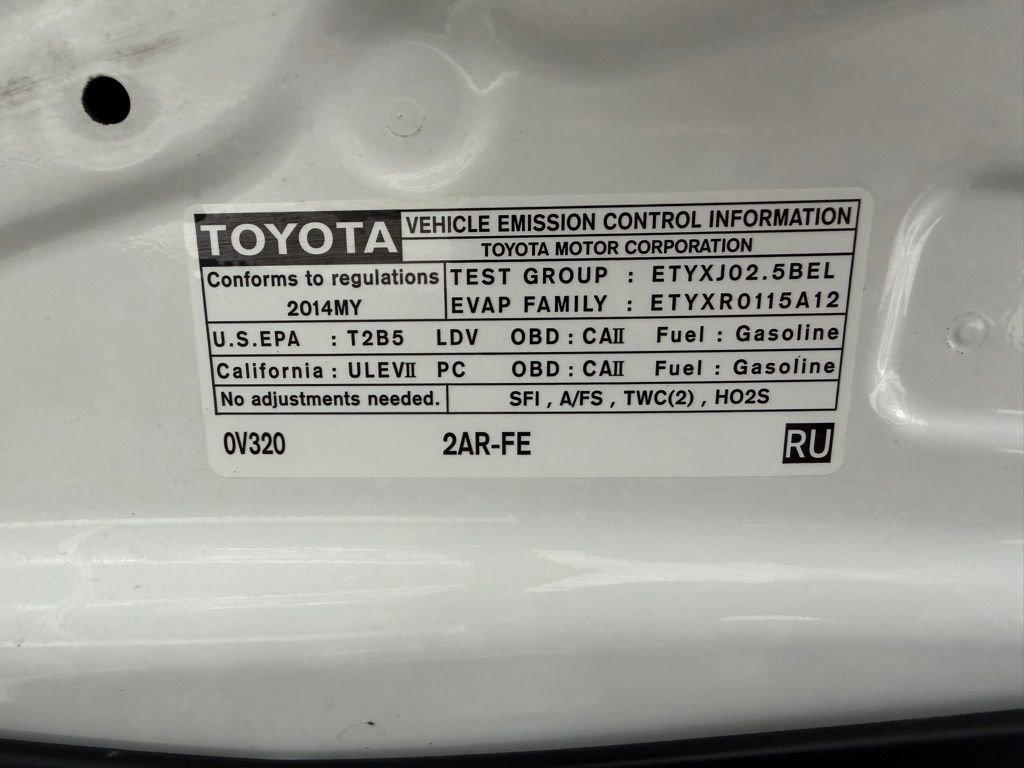 TOYOTA VEHICLE EMISSION CONTROL INFORMATION
TOYOTA MOTOR CORPORATION
Conforms to regulations
2014MY
TEST GROUP : ETYXJ02.5BEL
EVAP FAMILY : ETYXR0115A12
U.S.EPA : T2B5 LDV OBD : CAII Fuel : Gasoline
California : ULEVII PC OBD : CAII Fuel : Gasoline
No adjustments needed. SFI , A/FS , TWC(2) , HO2S
0V320 2AR-FE RU